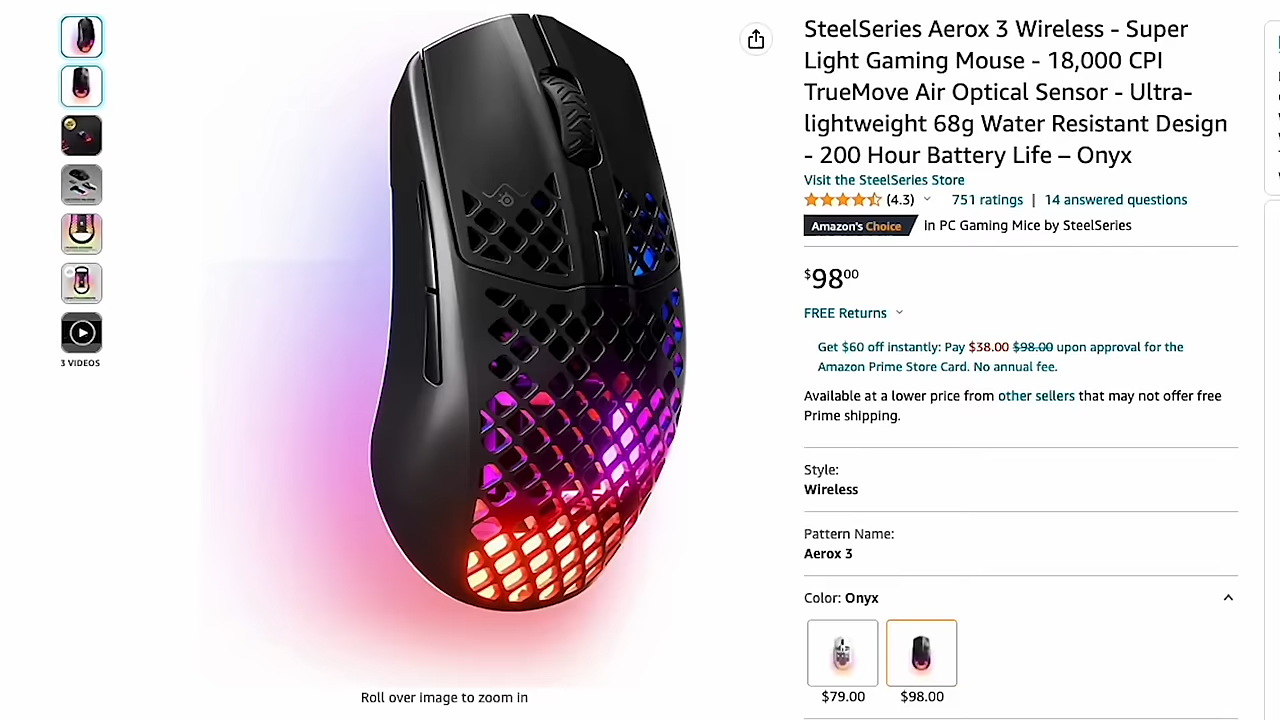 3 VIDEOS
Roll over image to zoom in
SteelSeries Aerox 3 Wireless - Super
Light Gaming Mouse - 18,000 CPI
TrueMove Air Optical Sensor - Ultra-
lightweight 68g Water Resistant Design
- 200 Hour Battery Life – Onyx
Visit the SteelSeries Store
(4.3) 751 ratings | 14 answered questions
Amazon's Choice in PC Gaming Mice by SteelSeries
$9800
FREE Returns
Get $60 off instantly: Pay $38.00 $98.00 upon approval for the
Amazon Prime Store Card. No annual fee.
Available at a lower price from other sellers that may not offer free
Prime shipping.
Style:
Wireless
Pattern Name:
Aerox 3
Color: Onyx
$79.00 $98.00